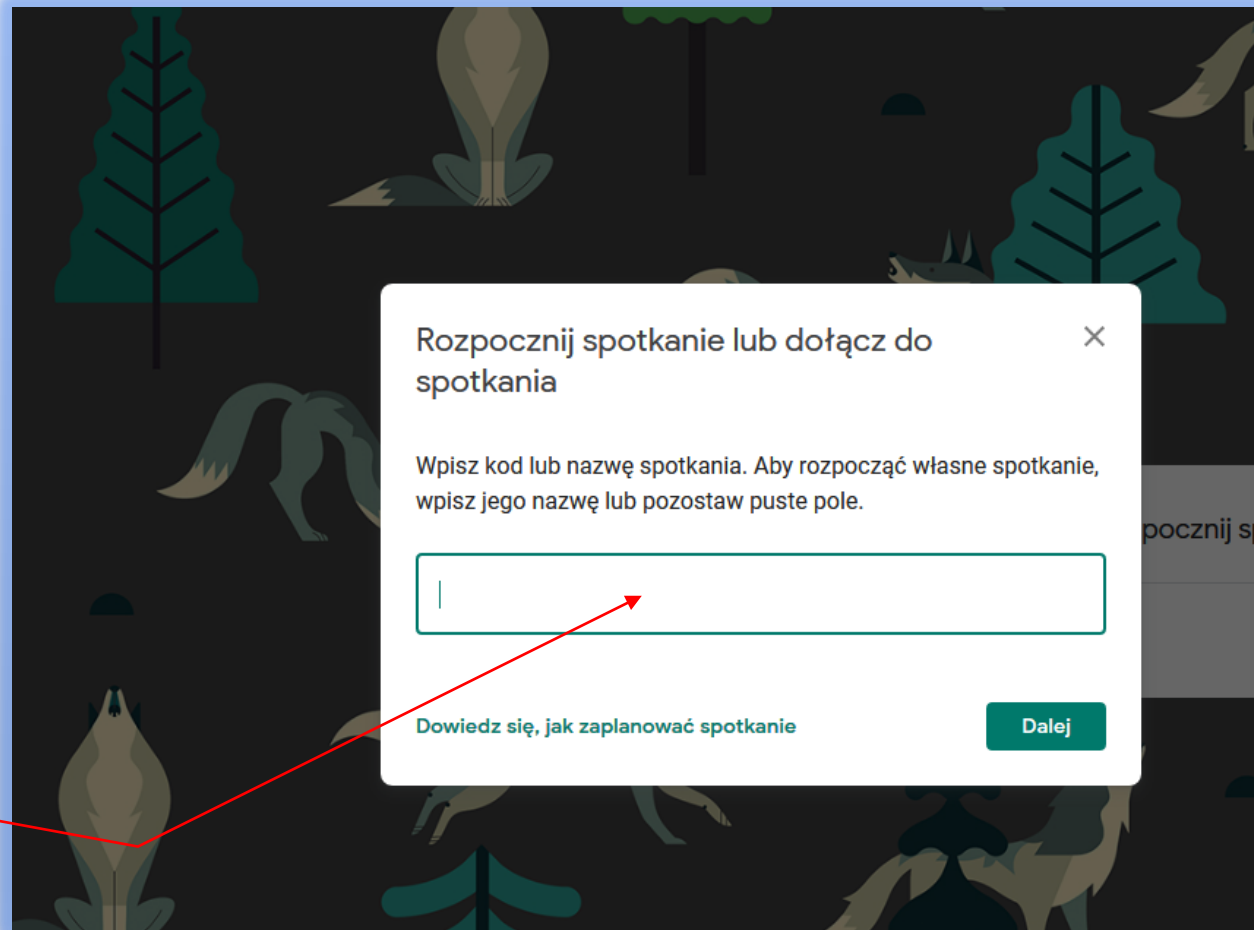 Rozpocznij spotkanie lub dołącz do
spotkania
Wpisz kod lub nazwę spotkania. Aby rozpocząć własne spotkanie,
wpisz jego nazwę lub pozostaw puste pole.
pocznij s
Dowiedz się, jak zaplanować spotkanie
Dalej